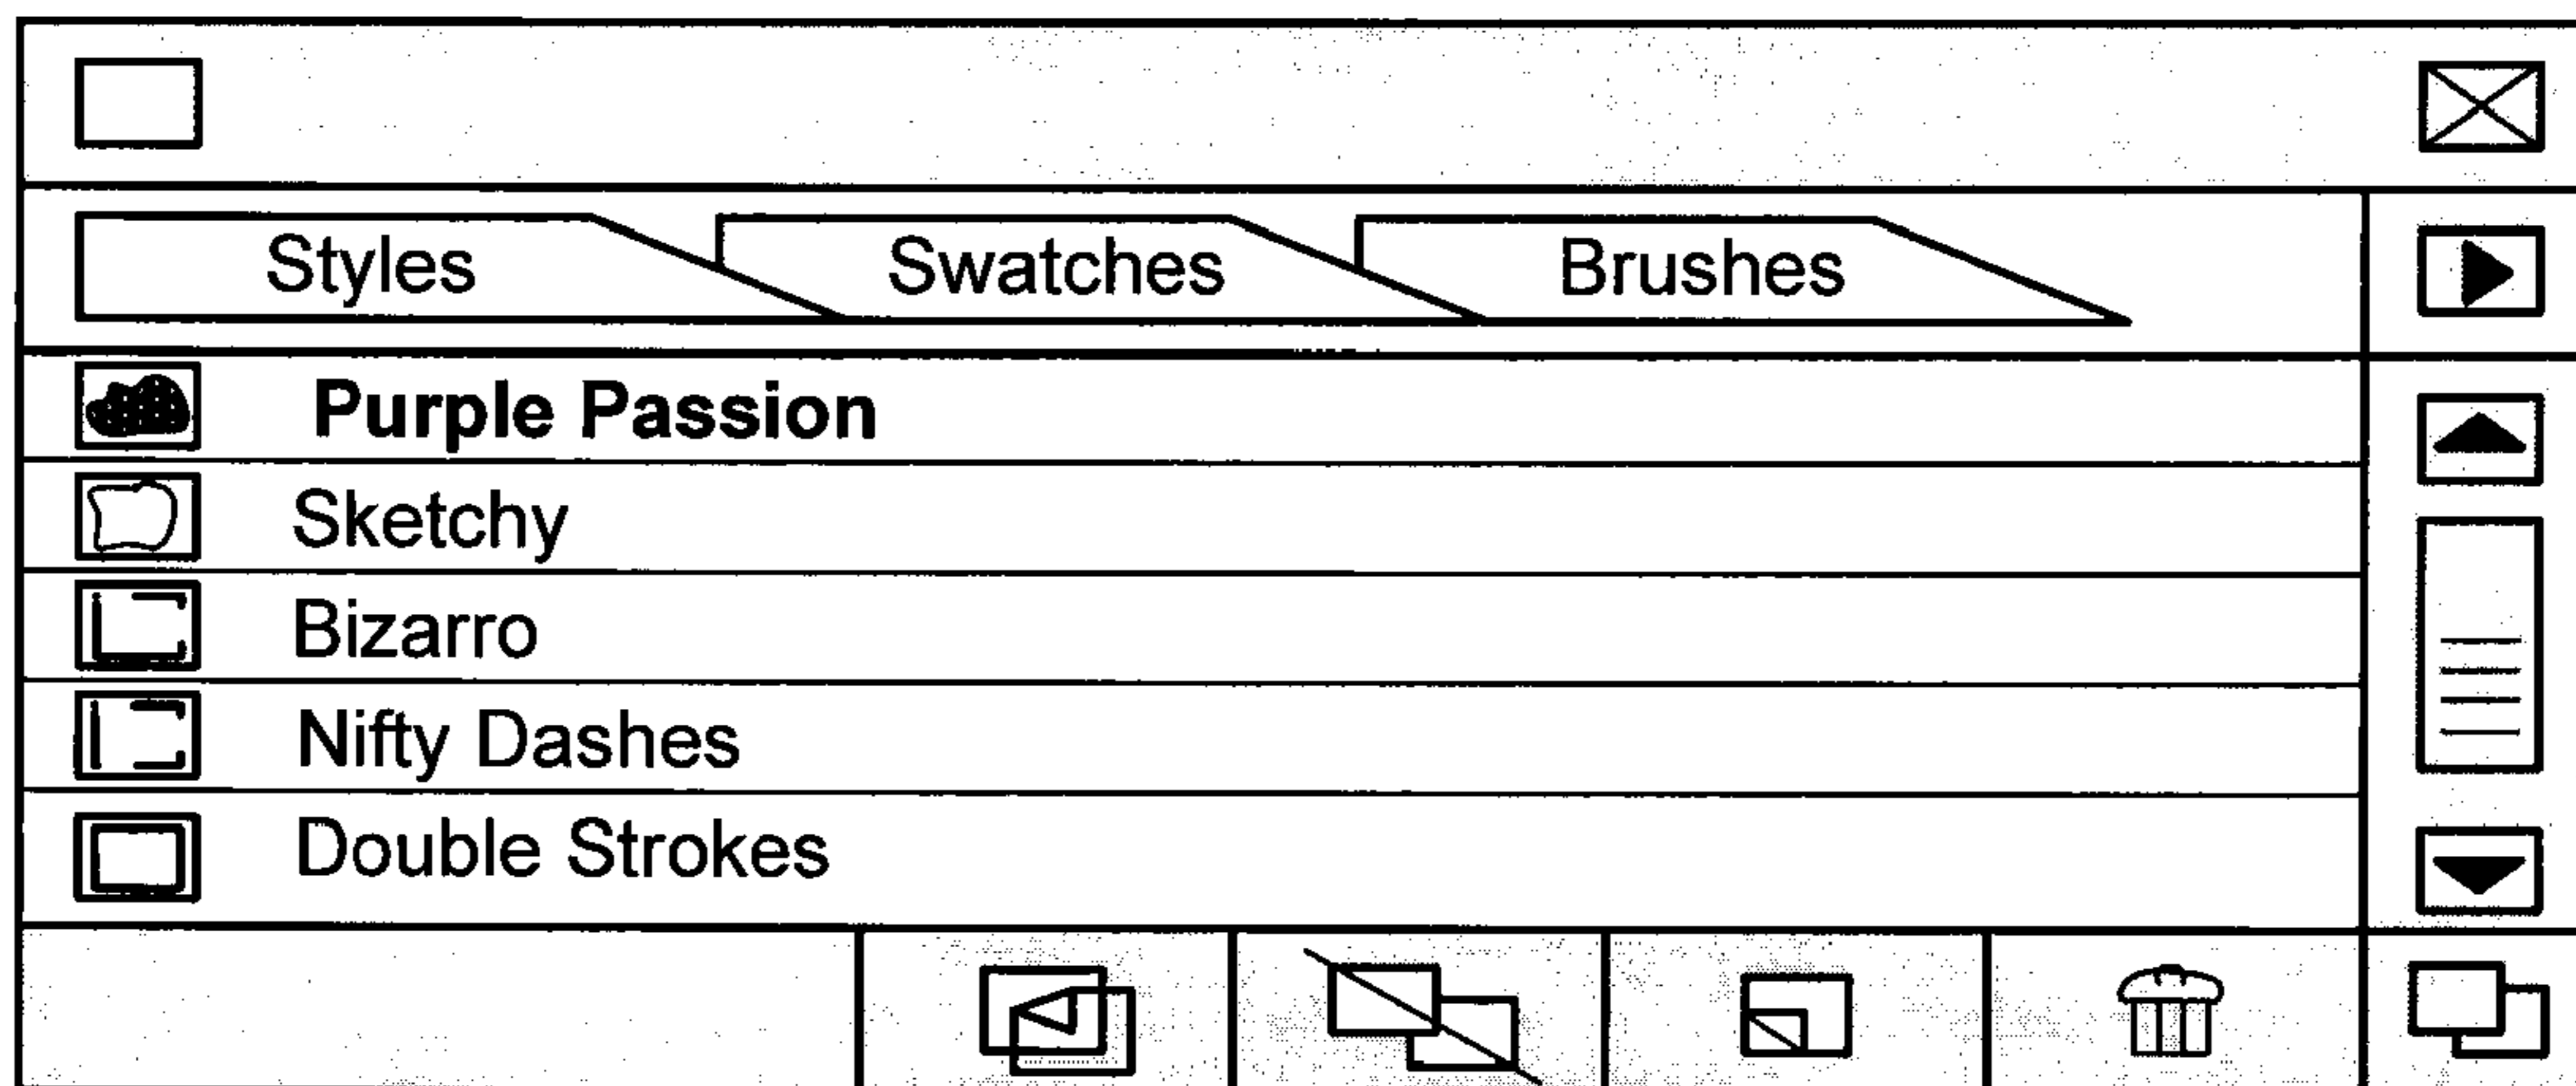 Styles Swatches Brushes
Purple Passion
Sketchy
Bizarro
Nifty Dashes
Double Strokes